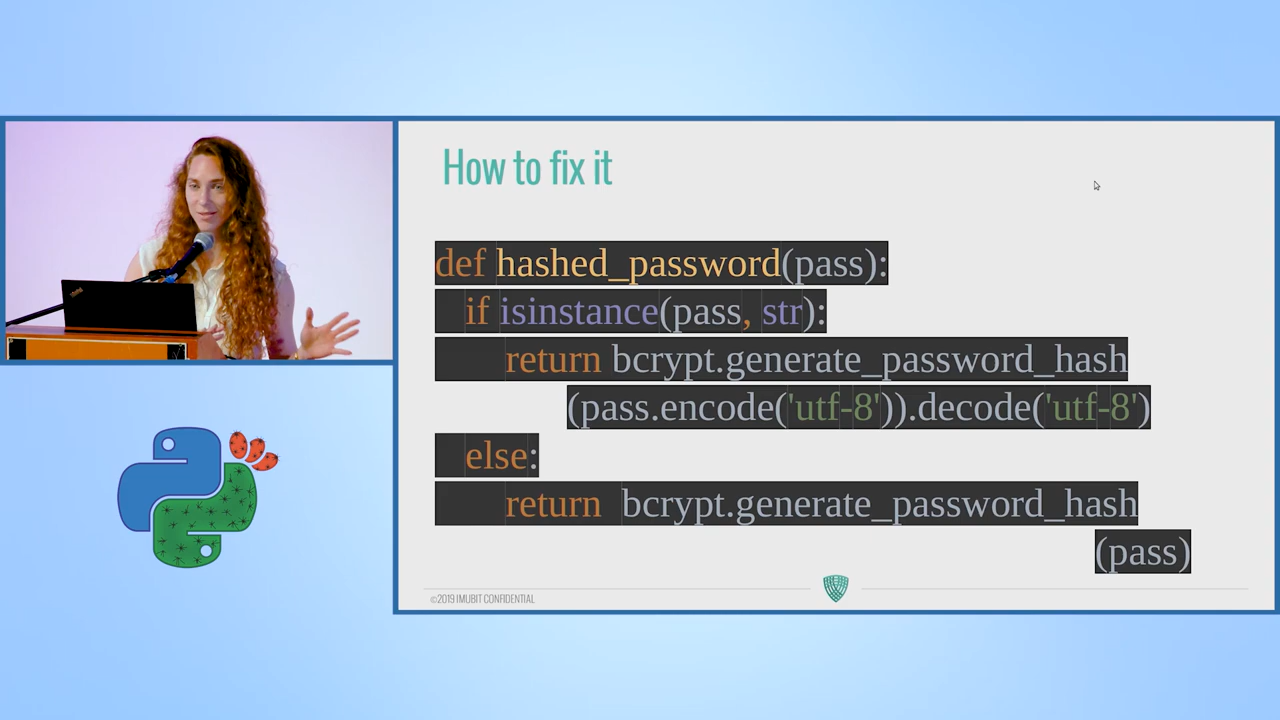 How to fix it
def hashed_password(pass):
if isinstance(pass, str):
return bcrypt.generate_password_hash
(pass.encode('utf-8')).decode('utf-8')
else:
return bcrypt.generate_password_hash
(pass)
©2019 IMUBIT CONFIDENTIAL